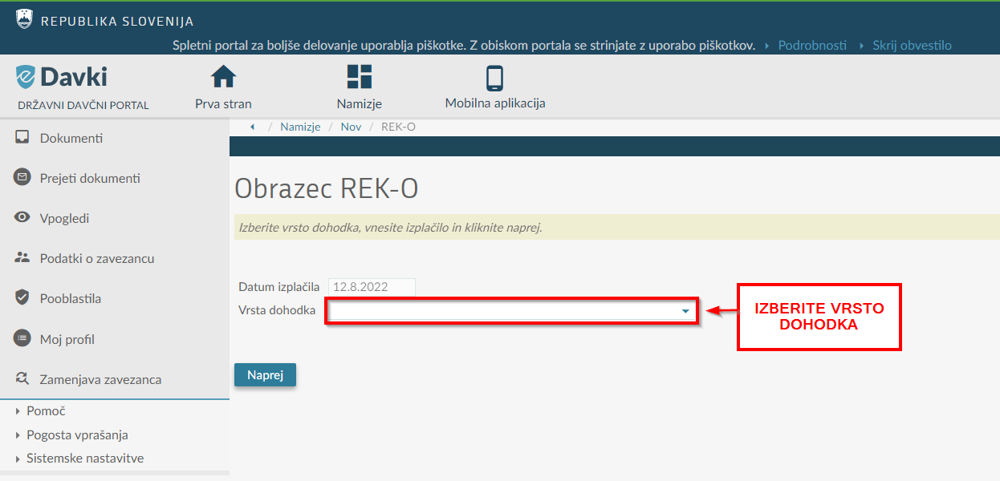 REPUBLIKA SLOVENIJA
Spletni portal za boljše delovanje uporablja piškotke. Z obiskom portala se strinjate z uporabo piškotkov. Podrobnosti Skrij obvestilo
eDavki
DRŽAVNI DAVČNI PORTAL
Prva stran
Namizje
Mobilna aplikacija
/ Namizje / Nov / REK-O
Dokumenti
Prejeti dokumenti
Vpogledi
Podatki o zavezancu
Pooblastila
Moj profil
Zamenjava zavezanca
Pomoč
Pogosta vprašanja
Sistemske nastavitve
Obrazec REK-O
Izberite vrsto dohodka, vnesite izplačilo in kliknite naprej.
Datum izplačila 12.8.2022
Vrsta dohodka
IZBERITE VRSTO
DOHODKA
Naprej